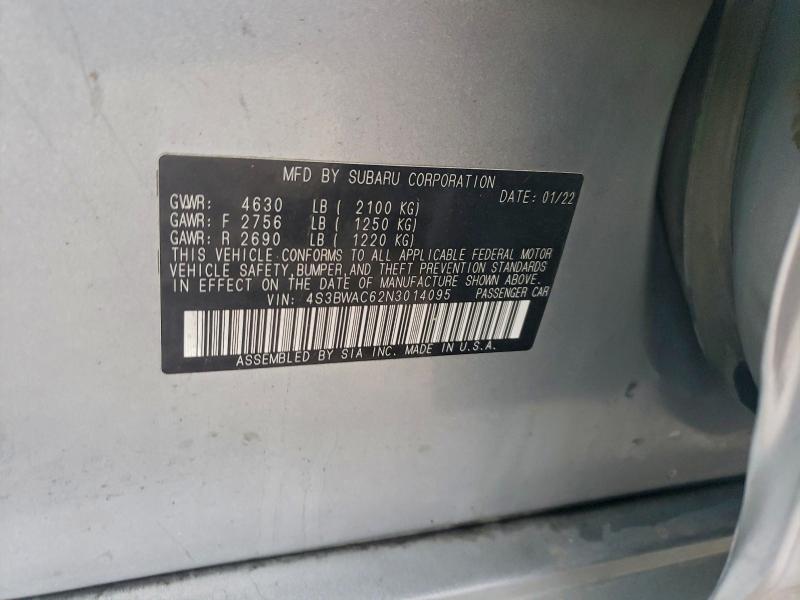 MFD BY SUBARU CORPORATION
DATE: 01/22
GVWR: 4630 LB ( 2100 KG)
GAWR: F 2756 LB ( 1250 KG)
GAWR: R 2690 LB ( 1220 KG)
THIS VEHICLE CONFORMS TO ALL APPLICABLE FEDERAL MOTOR
VEHICLE SAFETY, BUMPER, AND THEFT PREVENTION STANDARDS
IN EFFECT ON THE DATE OF MANUFACTURE SHOWN ABOVE.
VIN: 4S3BWAC62N3014095 PASSENGER CAR
ASSEMBLED BY SIA INC. MADE IN U.S.A.